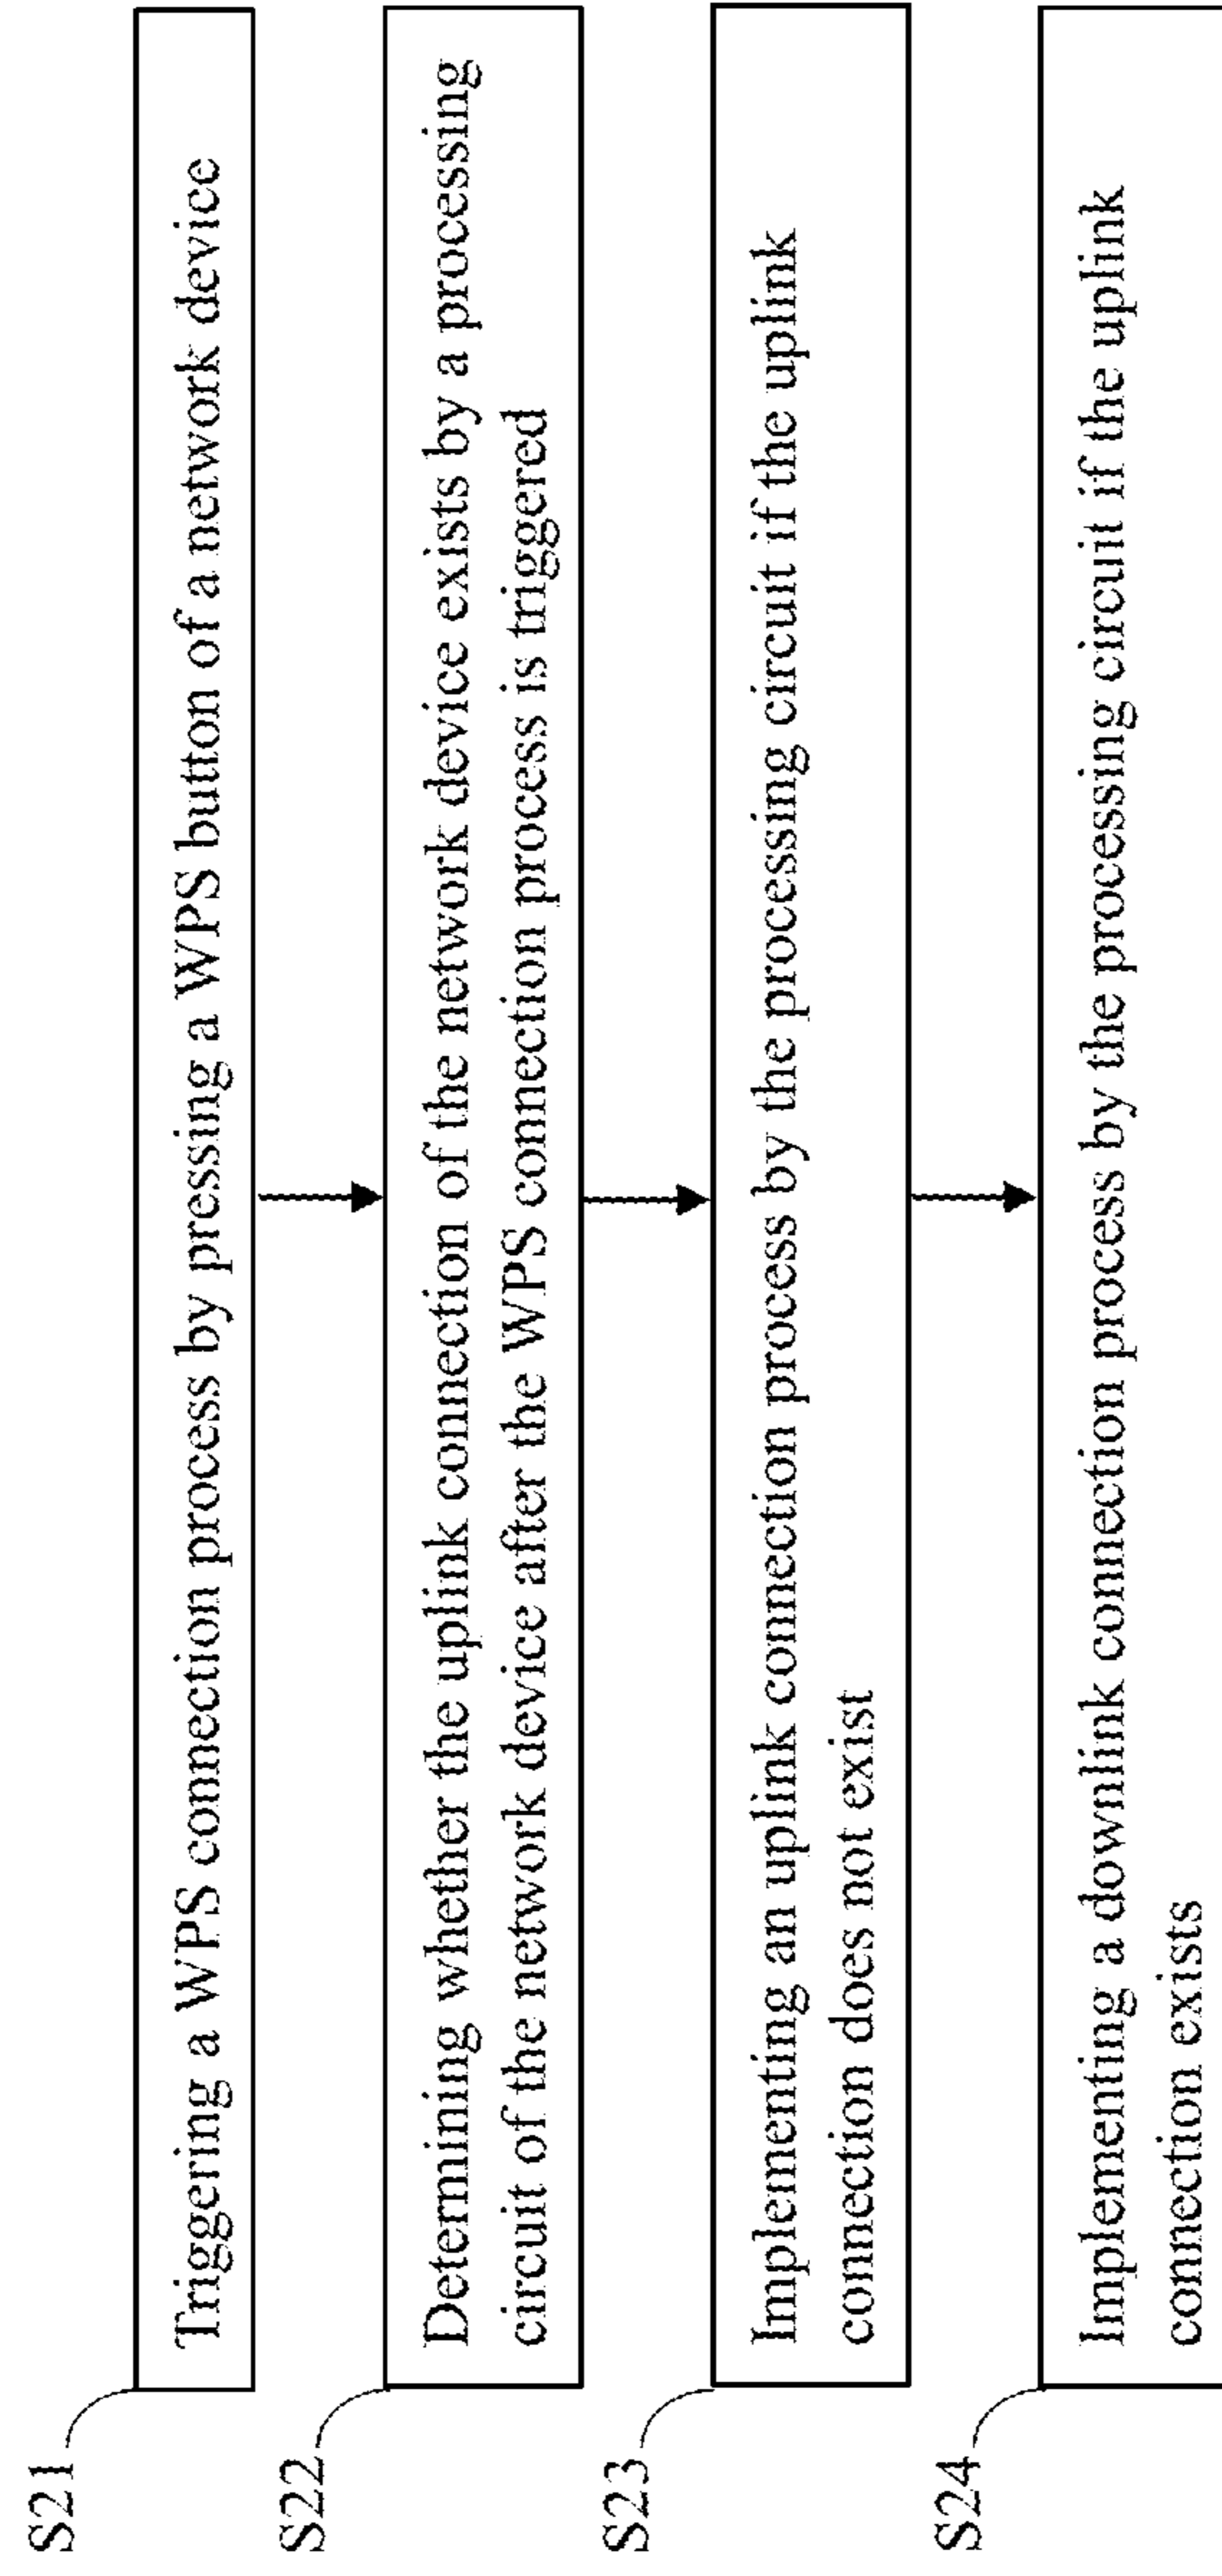 S21
Triggering a WPS connection process by pressing a WPS button of a network device
S22
Determining whether the uplink connection of the network device exists by a processing
circuit of the network device after the WPS connection process is triggered
S23
Implementing an uplink connection process by the processing circuit if the uplink
connection does not exist
S24
Implementing a downlink connection process by the processing circuit if the uplink
connection exists